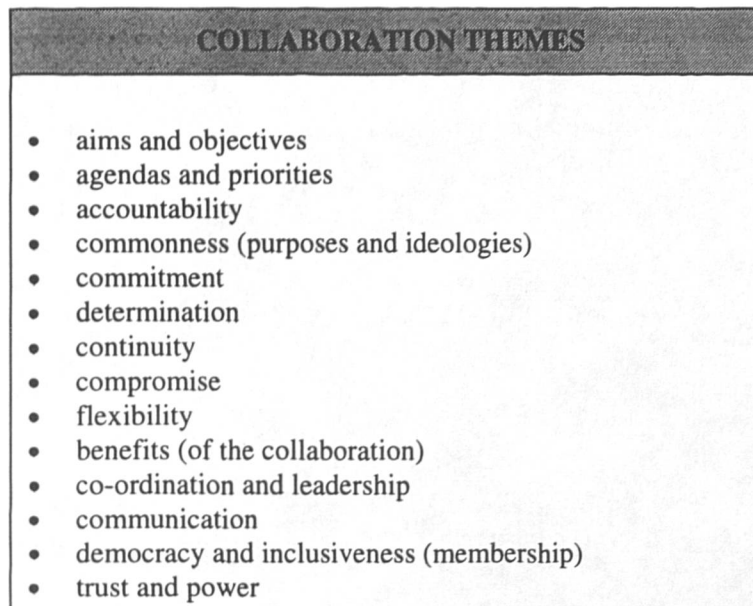 COLLABORATION THEMES
• aims and objectives
• agendas and priorities
• accountability
• commonness (purposes and ideologies)
• commitment
• determination
• continuity
• compromise
• flexibility
• benefits (of the collaboration)
• co-ordination and leadership
• communication
• democracy and inclusiveness (membership)
• trust and power